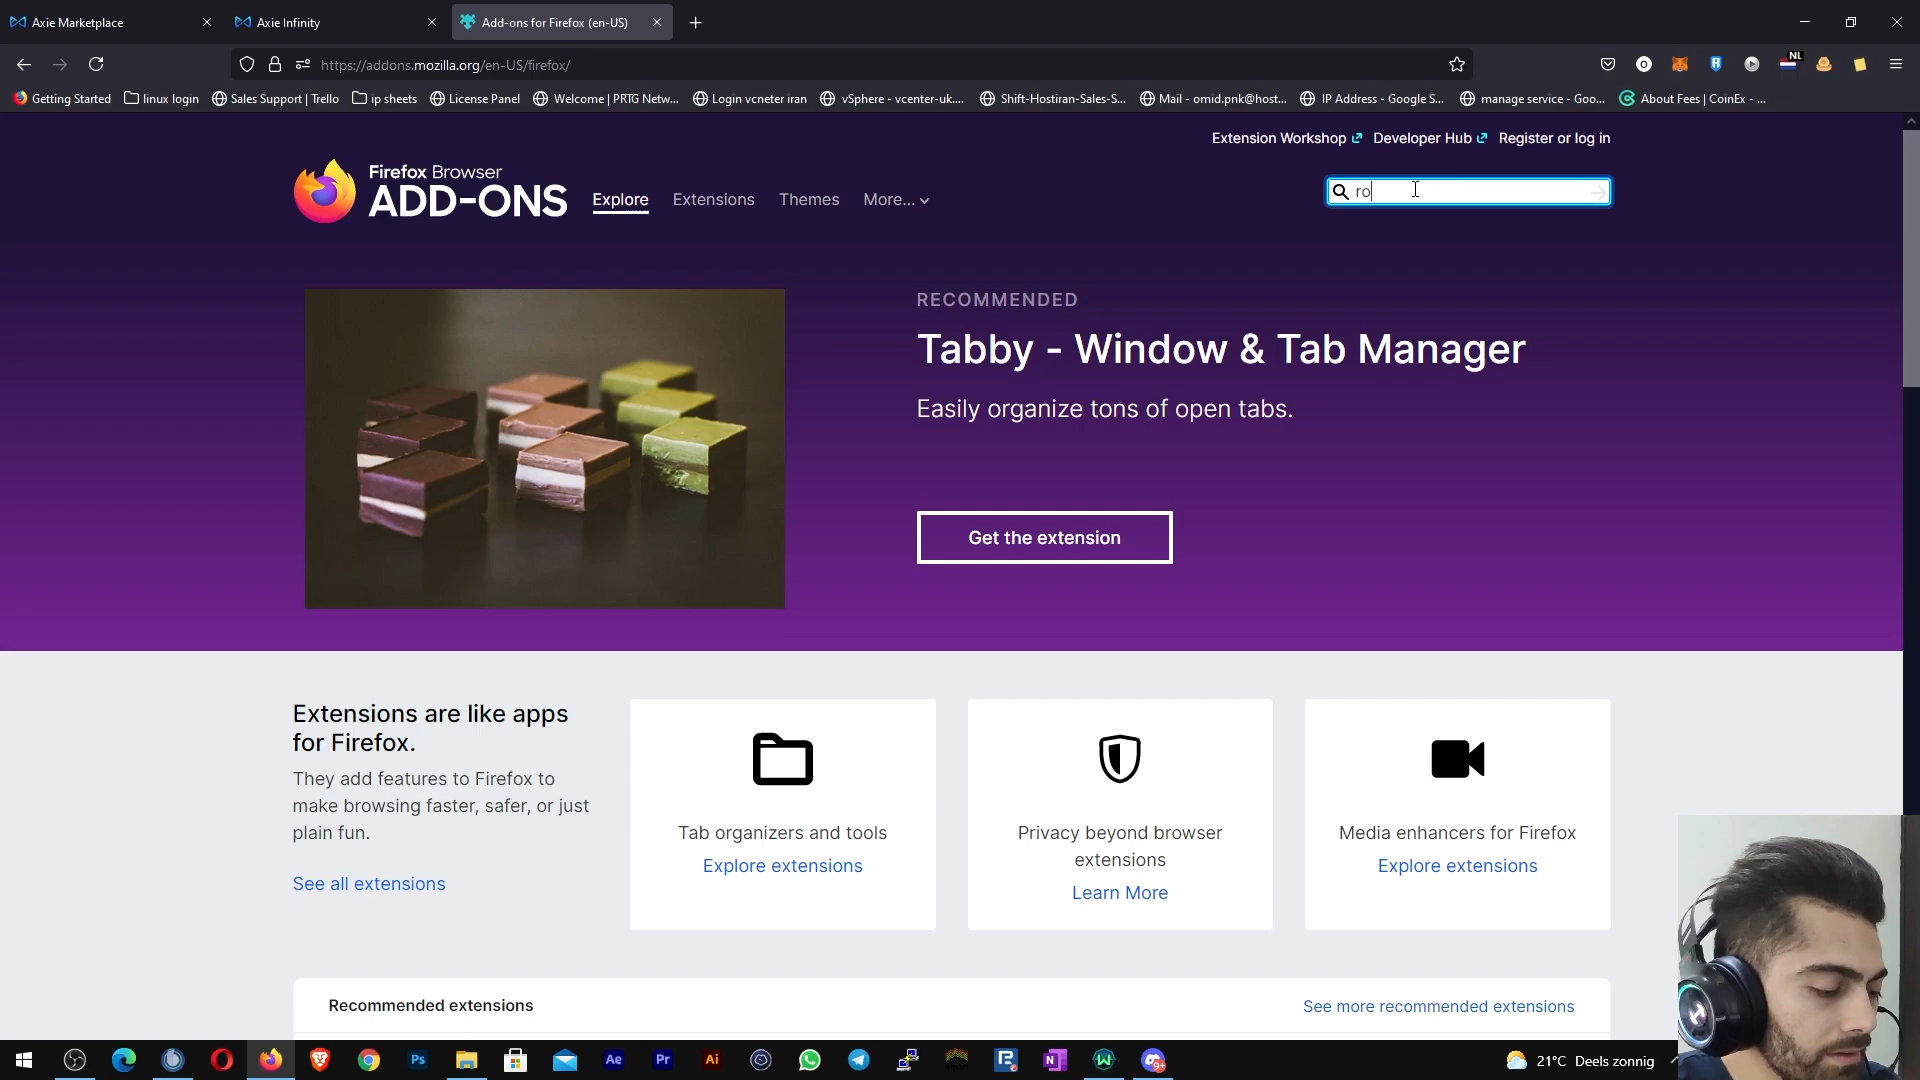 Axie Marketplace
Axie Infinity
Add-ons for Firefox (en-US)
https://addons.mozilla.org/en-US/firefox/
NL
Getting Started
linux login
Sales Support | Trello
ip sheets
License Panel
Welcome | PRTG Netw...
Login vcneter iran
vSphere - vcenter-uk....
Shift-Hostiran-Sales-S...
Mail - omid.pnk@host...
IP Address - Google S...
manage service - Goo...
About Fees | CoinEx - ...
Extension Workshop
Developer Hub
Register or log in
Firefox Browser
ADD-ONS
Explore
Extensions
Themes
More...
ro
RECOMMENDED
Tabby - Window & Tab Manager
Easily organize tons of open tabs.
Get the extension
Extensions are like apps
for Firefox.
They add features to Firefox to
make browsing faster, safer, or just
plain fun.
See all extensions
Tab organizers and tools
Explore extensions
Privacy beyond browser
extensions
Learn More
Media enhancers for Firefox
Explore extensions
Recommended extensions
See more recommended extensions
Ps
Ae
Pr
Ai
9+
21°C Deels zonnig